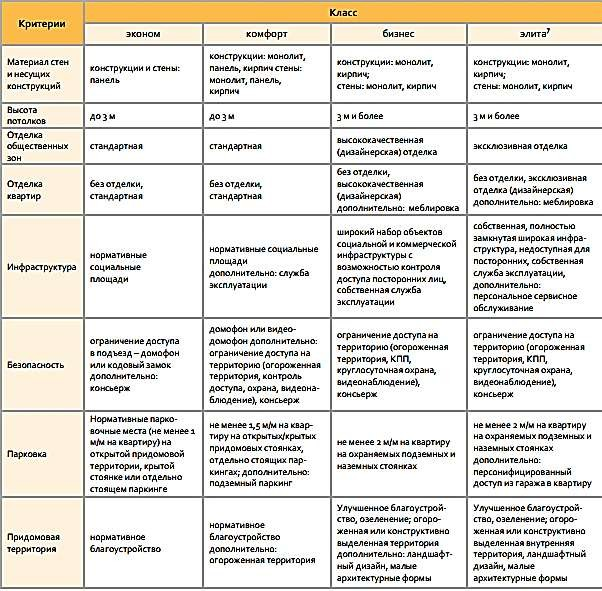 Критерии
Класс
эконом
комфорт
бизнес
элита7
Материал стен
и несущих
конструкций
конструкции и стены:
панель
конструкции: монолит,
панель, кирпич стены:
монолит, панель,
кирпич
конструкции: монолит,
кирпич;
стены: монолит, кирпич
конструкции: монолит,
кирпич;
стены: монолит, кирпич
Высота
потолков
до 3 м
до 3 м
3 м и более
3 м и более
Отделка
общественных
зон
стандартная
стандартная
высококачественная
(дизайнерская) отделка
эксклюзивная отделка
Отделка
квартир
без отделки,
стандартная
без отделки,
стандартная
без отделки,
высококачественная
(дизайнерская)
дополнительно: меблировка
без отделки, эксклюзивная
отделка (дизайнерская)
дополнительно: меблировка
Инфраструктура
нормативные
социальные
площади
нормативные социальные
площади
дополнительно: служба
эксплуатации
широкий набор объектов
социальной и коммерческой
инфраструктуры с
возможностью контроля
доступа посторонних лиц,
собственная служба
эксплуатации
собственная, полностью
замкнутая широкая инфра-
структура, недоступная для
посторонних, собственная
служба эксплуатации,
дополнительно:
персональное сервисное
обслуживание
Безопасность
ограничение доступа
в подъезд – домофон
или кодовый замок
дополнительно:
консьерж
домофон или видео-
домофон дополнительно:
ограничение доступа на
территорию (огороженная
территория, контроль
доступа, охрана, видеона-
блюдение), консьерж
ограничение доступа на
территорию (огороженная
территория, КПП,
круглосуточная охрана,
видеонаблюдение),
консьерж
ограничение доступа на
территорию (огороженная
территория, КПП,
круглосуточная охрана,
видеонаблюдение),
консьерж
Парковка
Нормативные парко-
вочные места (не менее 1
м/м на квартиру) на
открытой придомовой
территории, крытой
стоянке или отдельно
стоящем паркинге
не менее 1,5 м/м на квар-
тиру на открытых/крытых
придомовых стоянках,
отдельно стоящих пар-
кингах; дополнительно:
подземный паркинг
не менее 2 м/м на квартиру
на охраняемых подземных и
наземных стоянках
не менее 2 м/м на квартиру
на охраняемых подземных и
наземных стоянках
дополнительно:
персонифицированный
доступ из гаража в квартиру
Придомовая
территория
нормативное
благоустройство
нормативное
благоустройство
дополнительно:
огороженная территория
Улучшенное благоустрой-
ство, озеленение; огоро-
женная или конструктивно
выделенная территория
дополнительно: ландшафт-
ный дизайн, малые
архитектурные формы
Улучшенное благоустрой-
ство, озеленение; огоро-
женная или конструктивно
выделенная внутренняя
территория, ландшафтный
дизайн, малые
архитектурные формы